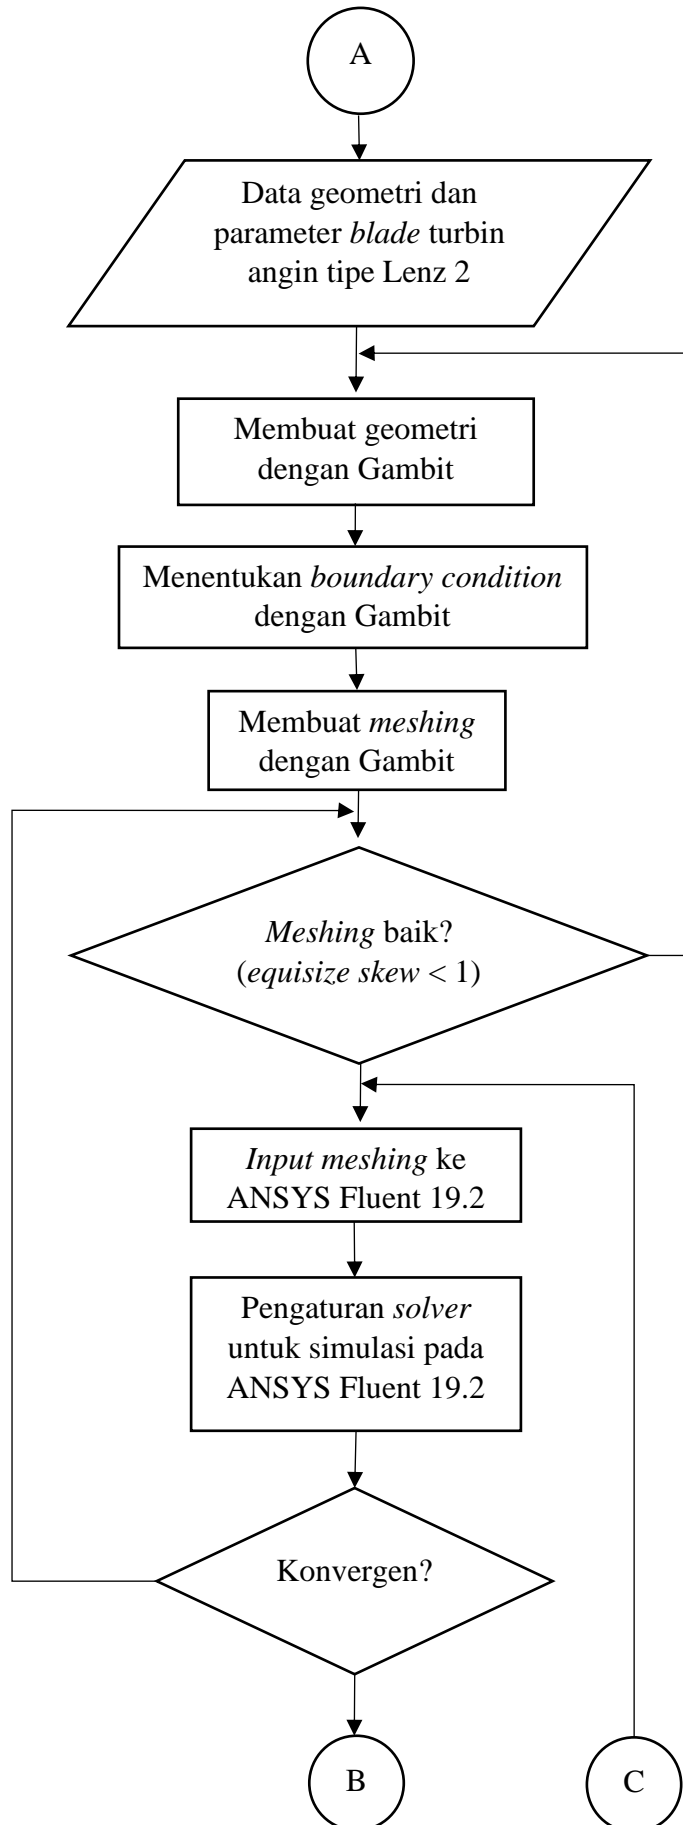 A
Data geometri dan
parameter blade turbin
angin tipe Lenz 2
Membuat geometri
dengan Gambit
Menentukan boundary condition
dengan Gambit
Membuat meshing
dengan Gambit
Meshing baik?
(equisize skew < 1)
Input meshing ke
ANSYS Fluent 19.2
Pengaturan solver
untuk simulasi pada
ANSYS Fluent 19.2
Konvergen?
B
C